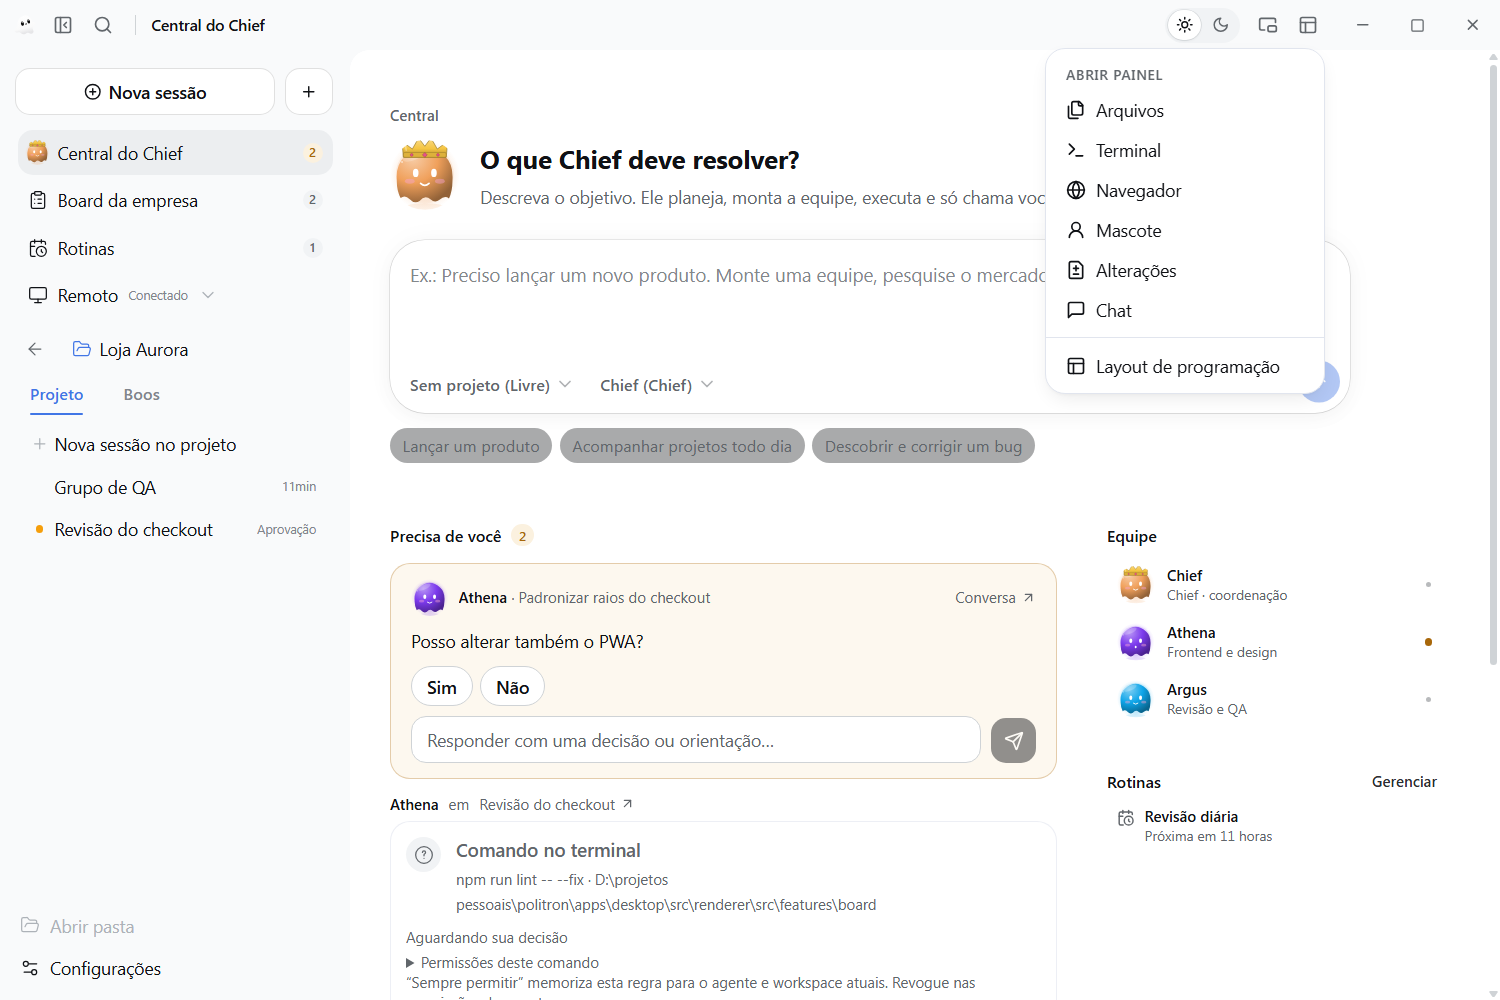 Central do Chief
Nova sessão
Central do Chief 2
Board da empresa 2
Rotinas 1
Remoto Conectado
Loja Aurora
Projeto Boos
Nova sessão no projeto
Grupo de QA 11min
Revisão do checkout Aprovação
Abrir pasta
Configurações
Central
O que Chief deve resolver?
Descreva o objetivo. Ele planeja, monta a equipe, executa e só chama
Ex.: Preciso lançar um novo produto. Monte uma equipe, pesquise o mercado
Sem projeto (Livre) Chief (Chief)
Lançar um produto Acompanhar projetos todo dia Descobrir e corrigir um bug
ABRIR PAINEL
Arquivos
Terminal
Navegador
Mascote
Alterações
Chat
Layout de programação
Precisa de você 2
Athena · Padronizar raios do checkout Conversa
Posso alterar também o PWA?
Sim Não
Responder com uma decisão ou orientação...
Athena em Revisão do checkout
Comando no terminal
npm run lint -- --fix · D:\projetos
pessoais\politron\apps\desktop\src\renderer\src\features\board
Aguardando sua decisão
Permissões deste comando
“Sempre permitir” memoriza esta regra para o agente e workspace atuais. Revogue nas
Equipe
Chief
Chief · coordenação
Athena
Frontend e design
Argus
Revisão e QA
Rotinas Gerenciar
Revisão diária
Próxima em 11 horas